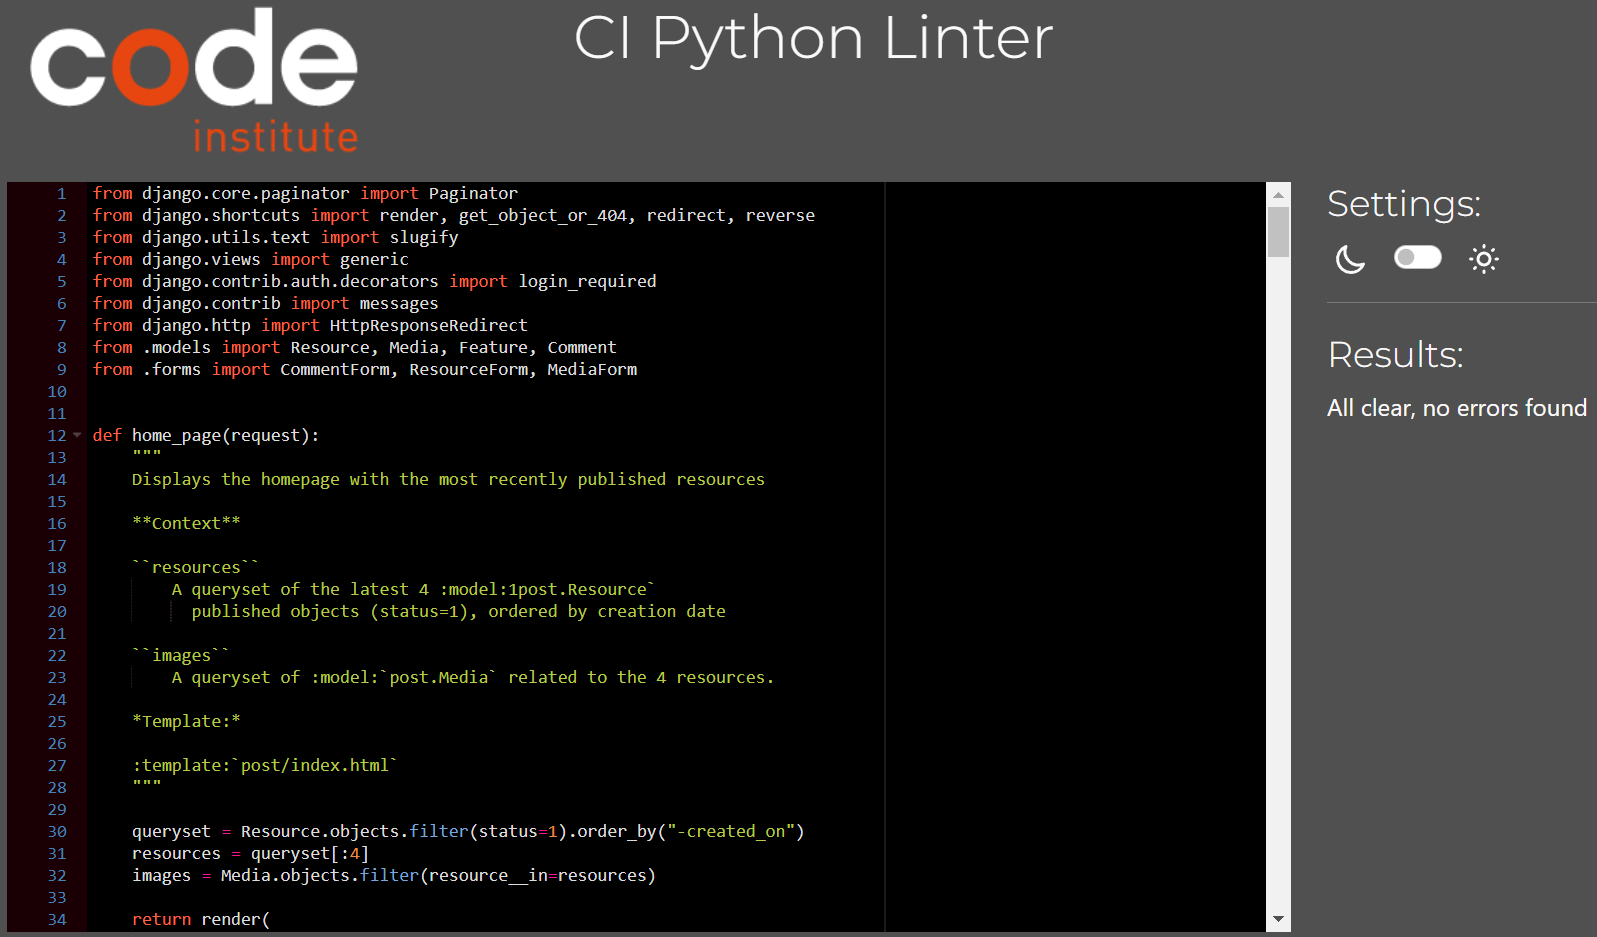 code
institute
CI Python Linter
1 from django.core.paginator import Paginator
2 from django.shortcuts import render, get_object_or_404, redirect, reverse
3 from django.utils.text import slugify
4 from django.views import generic
5 from django.contrib.auth.decorators import login_required
6 from django.contrib import messages
7 from django.http import HttpResponseRedirect
8 from .models import Resource, Media, Feature, Comment
9 from .forms import CommentForm, ResourceForm, MediaForm
10
11
12 def home_page(request):
13     """
14     Displays the homepage with the most recently published resources
15
16     **Context**
17
18     ``resources``
19         A queryset of the latest 4 :model:1post.Resource`
20           published objects (status=1), ordered by creation date
21
22     ``images``
23         A queryset of :model:`post.Media` related to the 4 resources.
24
25     *Template:*
26
27     :template:`post/index.html`
28     """
29
30     queryset = Resource.objects.filter(status=1).order_by("-created_on")
31     resources = queryset[:4]
32     images = Media.objects.filter(resource__in=resources)
33
34     return render(
Settings:
Results:
All clear, no errors found